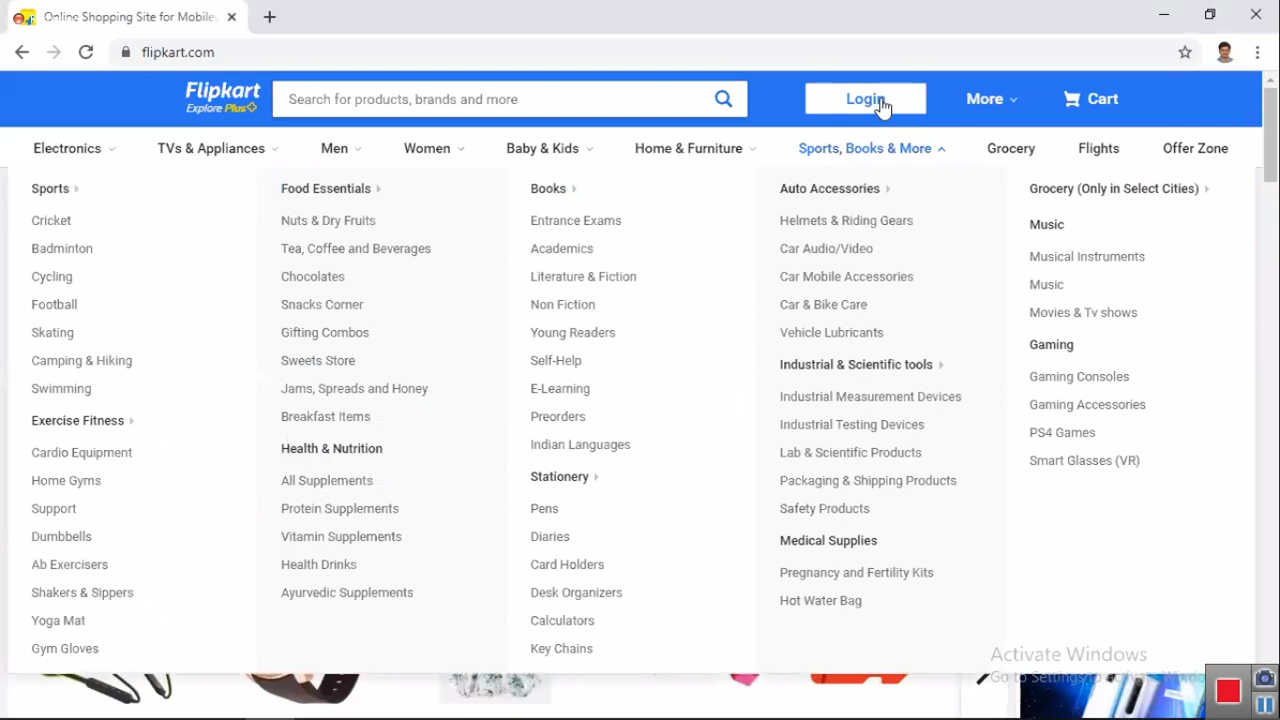 Online Shopping Site for Mobile
flipkart.com
Flipkart
Explore Plus
Search for products, brands and more
Login
More
Cart
Electronics
TVs & Appliances
Men
Women
Baby & Kids
Home & Furniture
Sports, Books & More
Grocery
Flights
Offer Zone
Sports
Cricket
Badminton
Cycling
Football
Skating
Camping & Hiking
Swimming
Exercise Fitness
Cardio Equipment
Home Gyms
Support
Dumbbells
Ab Exercisers
Shakers & Sippers
Yoga Mat
Gym Gloves
Food Essentials
Nuts & Dry Fruits
Tea, Coffee and Beverages
Chocolates
Snacks Corner
Gifting Combos
Sweets Store
Jams, Spreads and Honey
Breakfast Items
Health & Nutrition
All Supplements
Protein Supplements
Vitamin Supplements
Health Drinks
Ayurvedic Supplements
Books
Entrance Exams
Academics
Literature & Fiction
Non Fiction
Young Readers
Self-Help
E-Learning
Preorders
Indian Languages
Stationery
Pens
Diaries
Card Holders
Desk Organizers
Calculators
Key Chains
Auto Accessories
Helmets & Riding Gears
Car Audio/Video
Car Mobile Accessories
Car & Bike Care
Vehicle Lubricants
Industrial & Scientific tools
Industrial Measurement Devices
Industrial Testing Devices
Lab & Scientific Products
Packaging & Shipping Products
Safety Products
Medical Supplies
Pregnancy and Fertility Kits
Hot Water Bag
Grocery (Only in Select Cities)
Music
Musical Instruments
Music
Movies & Tv shows
Gaming
Gaming Consoles
Gaming Accessories
PS4 Games
Smart Glasses (VR)
Activate Windows
Go to Settings to activate Windo